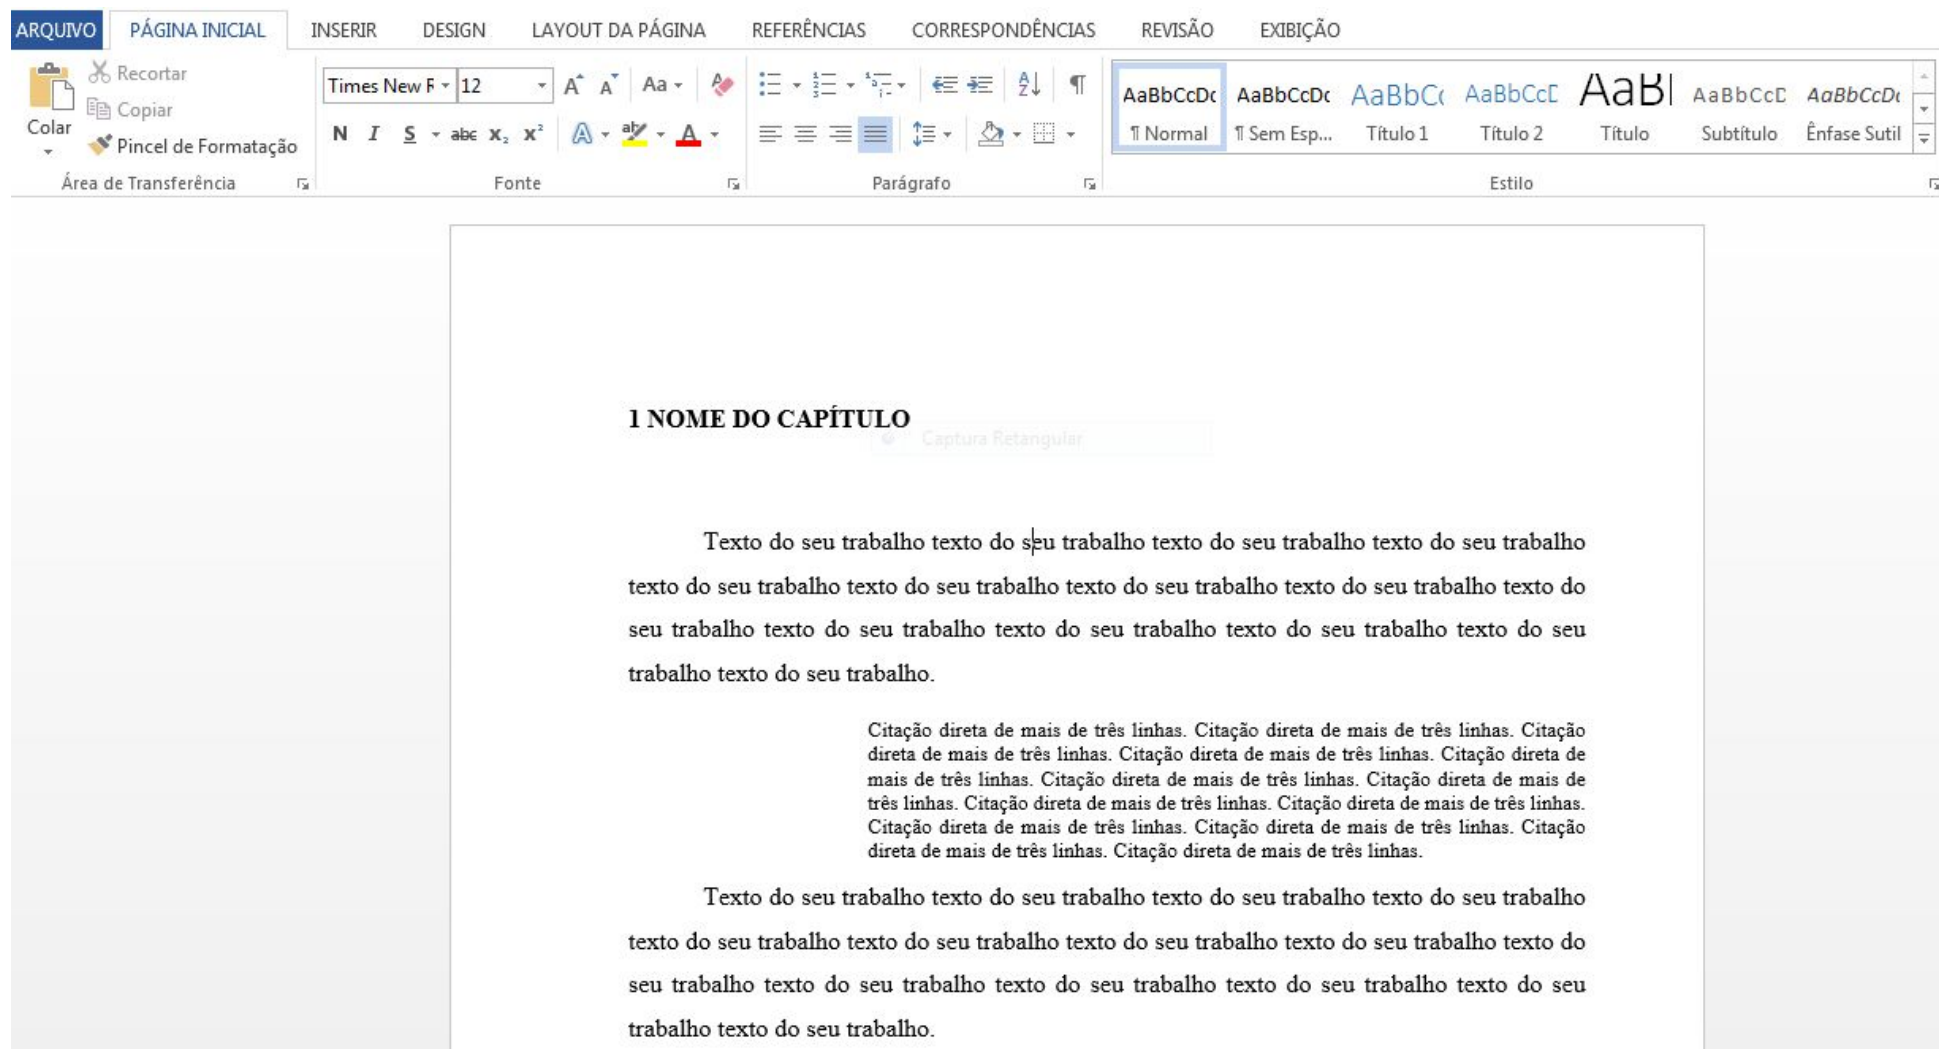 ARQUIVO PÁGINA INICIAL INSERIR DESIGN LAYOUT DA PÁGINA REFERÊNCIAS CORRESPONDÊNCIAS REVISÃO EXIBIÇÃO
Colar
Recortar
Copiar
Pincel de Formatação
Área de Transferência
Times New R 12 A A Aa
N I S abc X₂ X² A aby A
Fonte
Parágrafo
AaBbCcDc AaBbCcDc AaBbCc AaBbCcD AaBl AaBbCcD AaBbCcDc
¶ Normal ¶ Sem Esp... Título 1 Título 2 Título Subtítulo Ênfase Sutil
Estilo
1 NOME DO CAPÍTULO
Captura Retangular
Texto do seu trabalho texto do seu trabalho texto do seu trabalho texto do seu trabalho
texto do seu trabalho texto do seu trabalho texto do seu trabalho texto do seu trabalho texto do
seu trabalho texto do seu trabalho texto do seu trabalho texto do seu trabalho texto do seu
trabalho texto do seu trabalho.
Citação direta de mais de três linhas. Citação direta de mais de três linhas. Citação
direta de mais de três linhas. Citação direta de mais de três linhas. Citação direta de
mais de três linhas. Citação direta de mais de três linhas. Citação direta de mais de
três linhas. Citação direta de mais de três linhas. Citação direta de mais de três linhas.
Citação direta de mais de três linhas. Citação direta de mais de três linhas. Citação
direta de mais de três linhas. Citação direta de mais de três linhas.
Texto do seu trabalho texto do seu trabalho texto do seu trabalho texto do seu trabalho
texto do seu trabalho texto do seu trabalho texto do seu trabalho texto do seu trabalho texto do
seu trabalho texto do seu trabalho texto do seu trabalho texto do seu trabalho texto do seu
trabalho texto do seu trabalho.